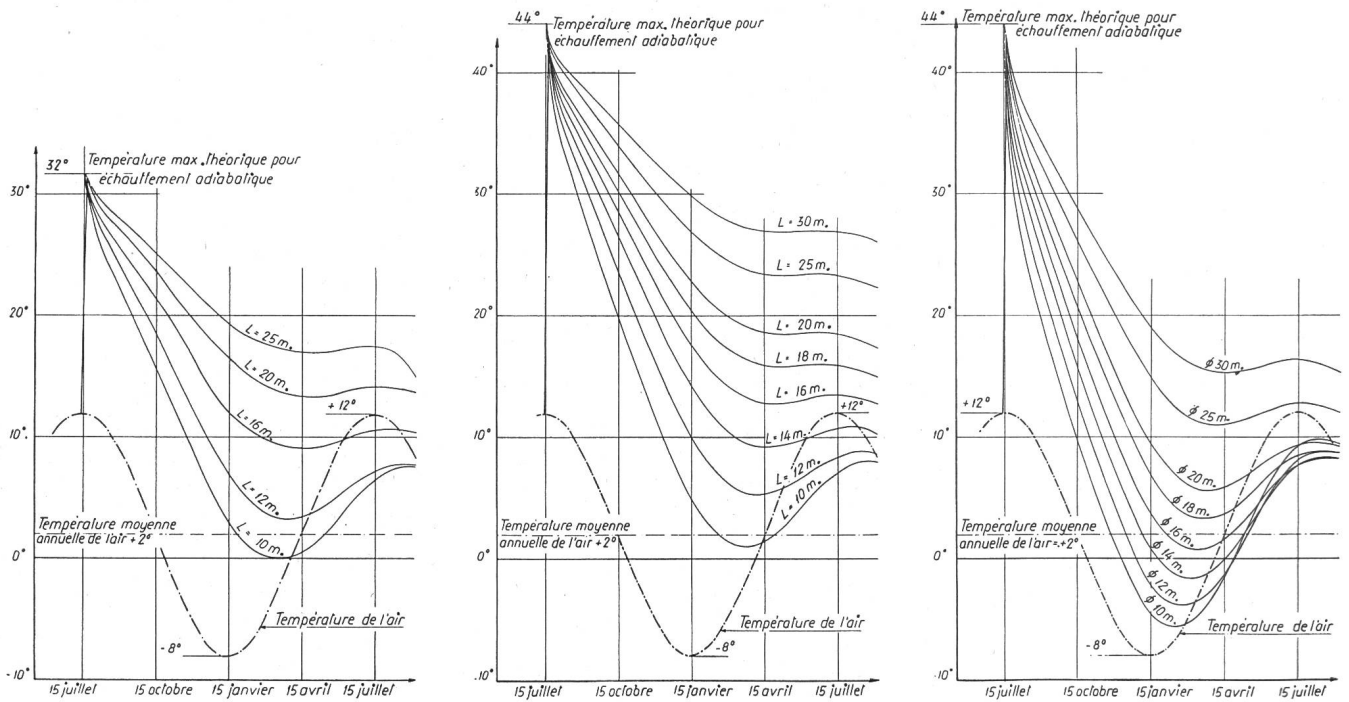 32°
Température max. théorique pour
échauffement adiabatique
30°
20°
10°
0°
-10°
L = 25 m.
L = 20 m.
L = 16 m.
L = 12 m.
L = 10 m.
+ 12°
Température moyenne
annuelle de l'air + 2°
Température de l'air
- 8°
15 juillet
15 octobre
15 janvier
15 avril
15 juillet
44°
Température max. théorique pour
échauffement adiabatique
40°
30°
20°
10°
0°
-10°
L = 30 m.
L = 25 m.
L = 20 m.
L = 18 m.
L = 16 m.
L = 14 m.
L = 12 m.
L = 10 m.
+12°
Température moyenne
annuelle de l'air +2°
Température de l'air
- 8°
15 juillet
15 octobre
15 janvier
15 avril
15 juillet
44°
Température max. théorique pour
échauffement adiabatique
40°
30°
20°
+12°
10°
0°
-10°
ϕ 30 m.
ϕ 25 m.
ϕ 20 m.
ϕ 18 m.
ϕ 16 m.
ϕ 14 m.
ϕ 12 m.
ϕ 10 m.
Température moyenne
annuelle de l'air = +2°
Température de l'air
- 8°
15 juillet
15 octobre
15 janvier
15 avril
15 juillet